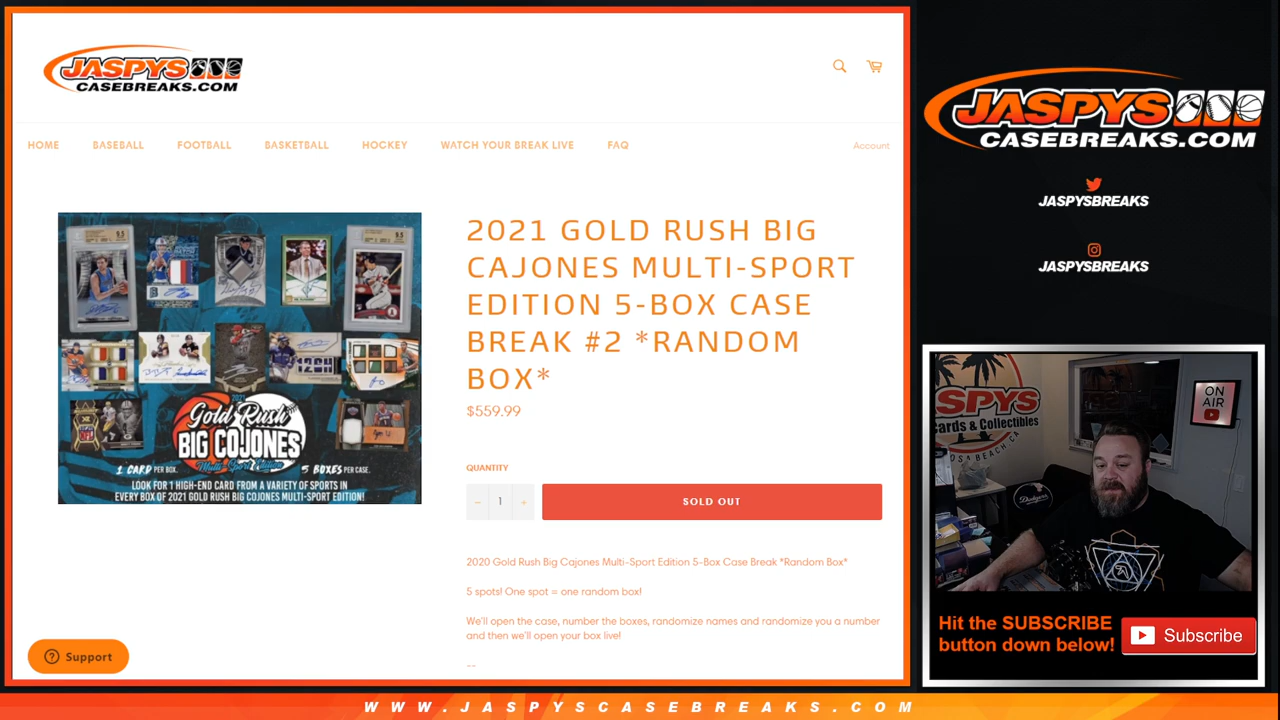 JASPYS
CASEBREAKS.COM
HOME
BASEBALL
FOOTBALL
BASKETBALL
HOCKEY
WATCH YOUR BREAK LIVE
FAQ
Account
2021
Gold Rush
BIG COJONES
Multi-Sport Edition
1 CARD PER BOX.
5 BOXES PER CASE.
LOOK FOR 1 HIGH-END CARD FROM A VARIETY OF SPORTS IN
EVERY BOX OF 2021 GOLD RUSH BIG COJONES MULTI-SPORT EDITION!
2021 GOLD RUSH BIG
CAJONES MULTI-SPORT
EDITION 5-BOX CASE
BREAK #2 *RANDOM
BOX*
$559.99
QUANTITY
− 1 +
SOLD OUT
2020 Gold Rush Big Cajones Multi-Sport Edition 5-Box Case Break *Random Box*
5 spots! One spot = one random box!
We'll open the case, number the boxes, randomize names and randomize you a number
and then we'll open your box live!
--
Support
JASPYS
CASEBREAKS.COM
JASPYSBREAKS
JASPYSBREAKS
ON
AIR
Dodgers
Hit the SUBSCRIBE
button down below!
Subscribe
WWW.JASPYSCASEBREAKS.COM